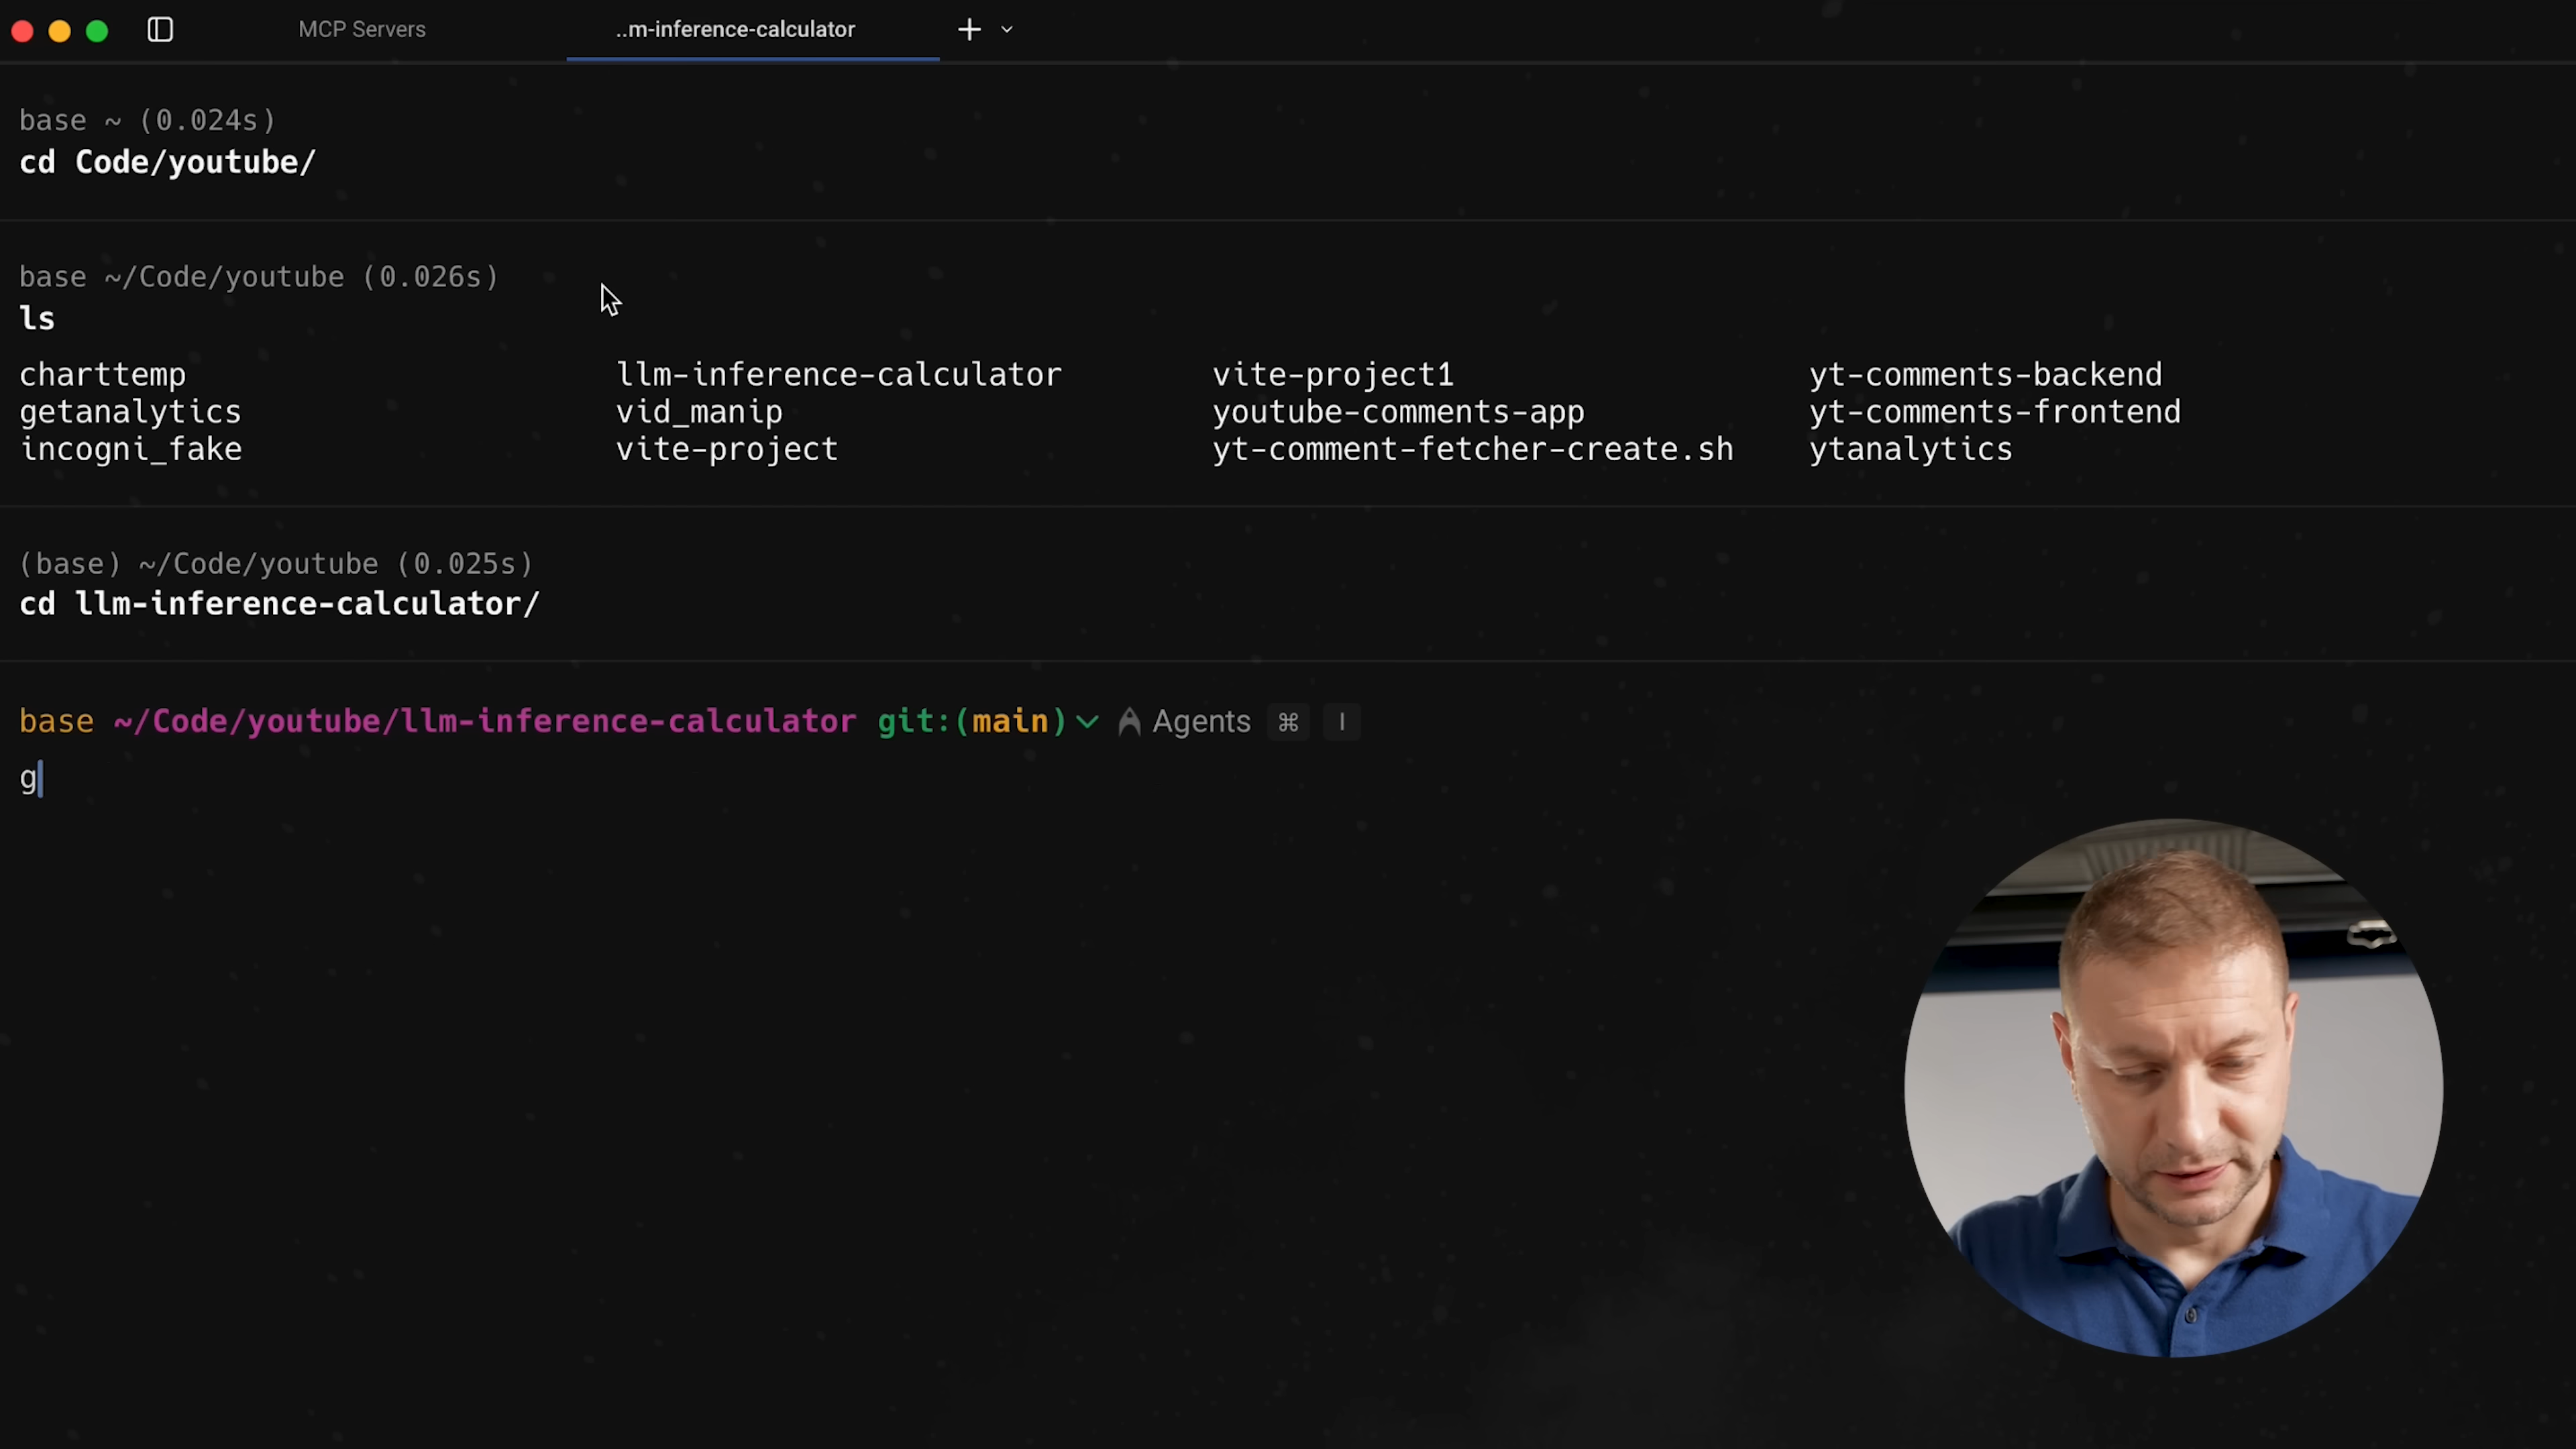 MCP Servers
..m-inference-calculator
base ~ (0.024s)
cd Code/youtube/
base ~/Code/youtube (0.026s)
ls
charttemp llm-inference-calculator vite-project1 yt-comments-backend
getanalytics vid_manip youtube-comments-app yt-comments-frontend
incogni_fake vite-project yt-comment-fetcher-create.sh ytanalytics
(base) ~/Code/youtube (0.025s)
cd llm-inference-calculator/
base ~/Code/youtube/llm-inference-calculator git:(main) Agents ⌘ I
g